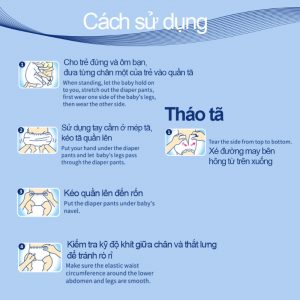 Cách sử dụng
Cho trẻ đứng và ôm bạn,
đưa từng chân một của trẻ vào quần tã
When standing, let the baby hold on
to you, stretch out the diaper pants,
first wear one side of the baby's legs,
then wear the other side.
Sử dụng tay cầm ở mép tã,
kéo tã quần lên
Put your hand under the diaper
pants and let baby's legs pass
through the diaper pants.
Kéo quần lên đến rốn
Put the diaper pants under baby's
navel.
Kiểm tra kỹ độ khít giữa chân và thắt lưng
để tránh rò rỉ
Make sure the elastic waist
circumference around the lower
abdomen and legs are smooth.
Tháo tã
Tear the side from top to bottom.
Xé đường may bên
hông từ trên xuống
1
2
3
4